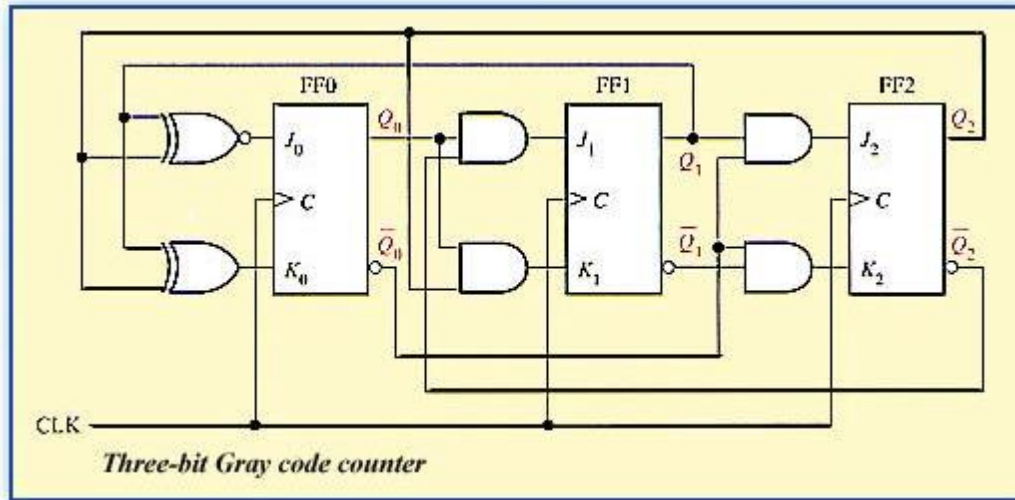 FF0 FF1 FF2
Q₀ Q₂
J₀ J₁ Q₁ J₂
C C C
Q̅₀ Q̅₁ Q̅₂
K₀ K₁ K₂
CLK
Three-bit Gray code counter